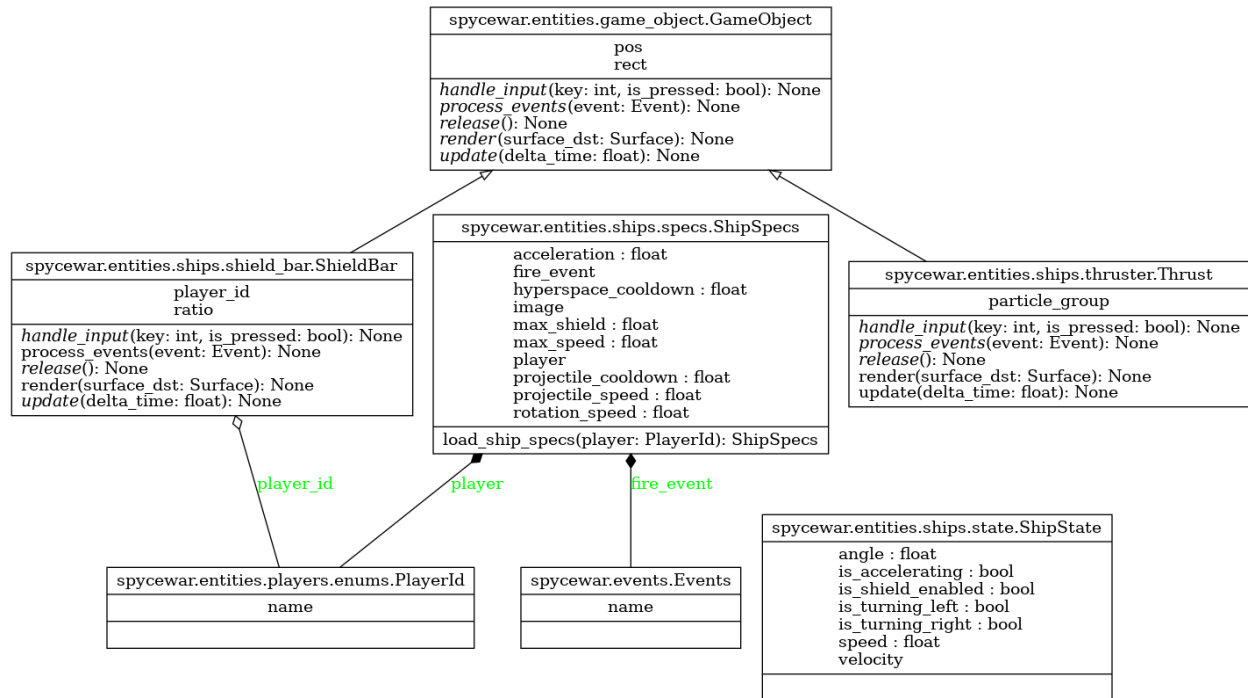 spycewar.entities.game_object.GameObject
pos
rect
handle_input(key: int, is_pressed: bool): None
process_events(event: Event): None
release(): None
render(surface_dst: Surface): None
update(delta_time: float): None
spycewar.entities.ships.shield_bar.ShieldBar
player_id
ratio
handle_input(key: int, is_pressed: bool): None
process_events(event: Event): None
release(): None
render(surface_dst: Surface): None
update(delta_time: float): None
spycewar.entities.ships.specs.ShipSpecs
acceleration : float
fire_event
hyperspace_cooldown : float
image
max_shield : float
max_speed : float
player
projectile_cooldown : float
projectile_speed : float
rotation_speed : float
load_ship_specs(player: PlayerId): ShipSpecs
spycewar.entities.ships.thruster.Thrust
particle_group
handle_input(key: int, is_pressed: bool): None
process_events(event: Event): None
release(): None
render(surface_dst: Surface): None
update(delta_time: float): None
player_id
player
fire_event
spycewar.entities.players.enums.PlayerId
name
spycewar.events.Events
name
spycewar.entities.ships.state.ShipState
angle : float
is_accelerating : bool
is_shield_enabled : bool
is_turning_left : bool
is_turning_right : bool
speed : float
velocity